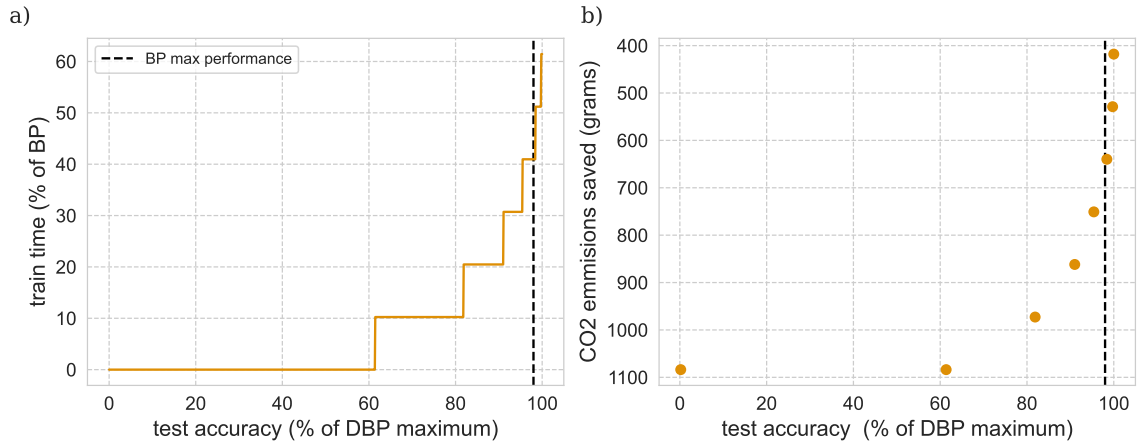 a)
BP max performance
60
50
40
30
20
10
0
train time (% of BP)
0 20 40 60 80 100
test accuracy (% of DBP maximum)
b)
400
500
600
700
800
900
1000
1100
CO2 emmisions saved (grams)
0 20 40 60 80 100
test accuracy  (% of DBP maximum)